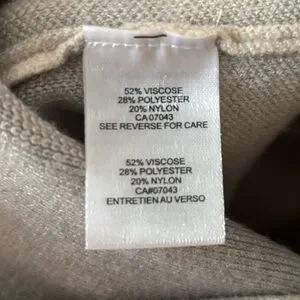 52% VISCOSE
28% POLYESTER
20% NYLON
CA 07043
SEE REVERSE FOR CARE
52% VISCOSE
28% POLYESTER
20% NYLON
CA#07043
ENTRETIEN AU VERSO